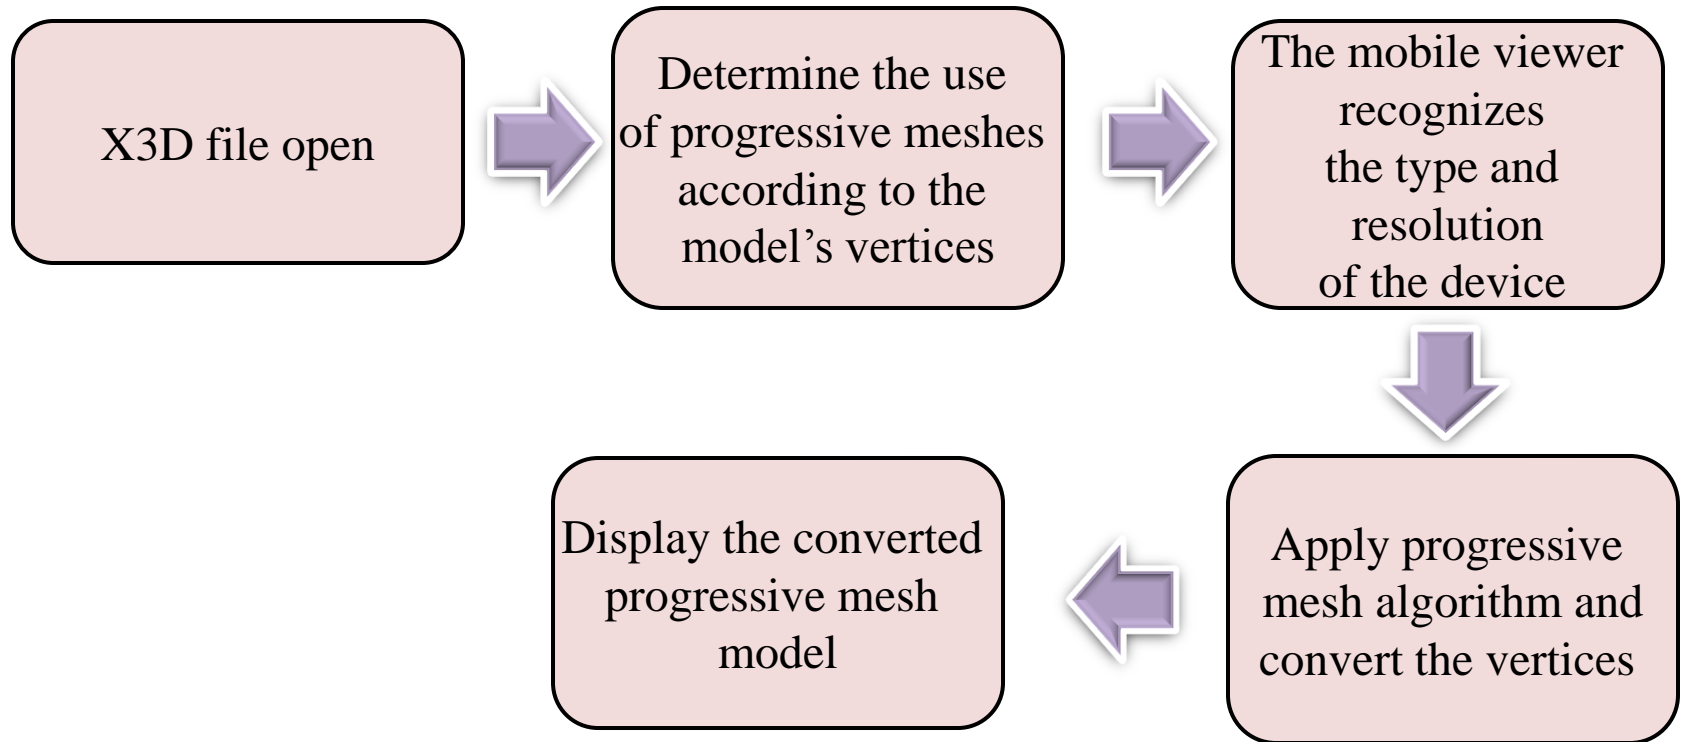 X3D file open
Determine the use
of progressive meshes
according to the
model’s vertices
The mobile viewer
recognizes
the type and
resolution
of the device
Apply progressive
mesh algorithm and
convert the vertices
Display the converted
progressive mesh
model